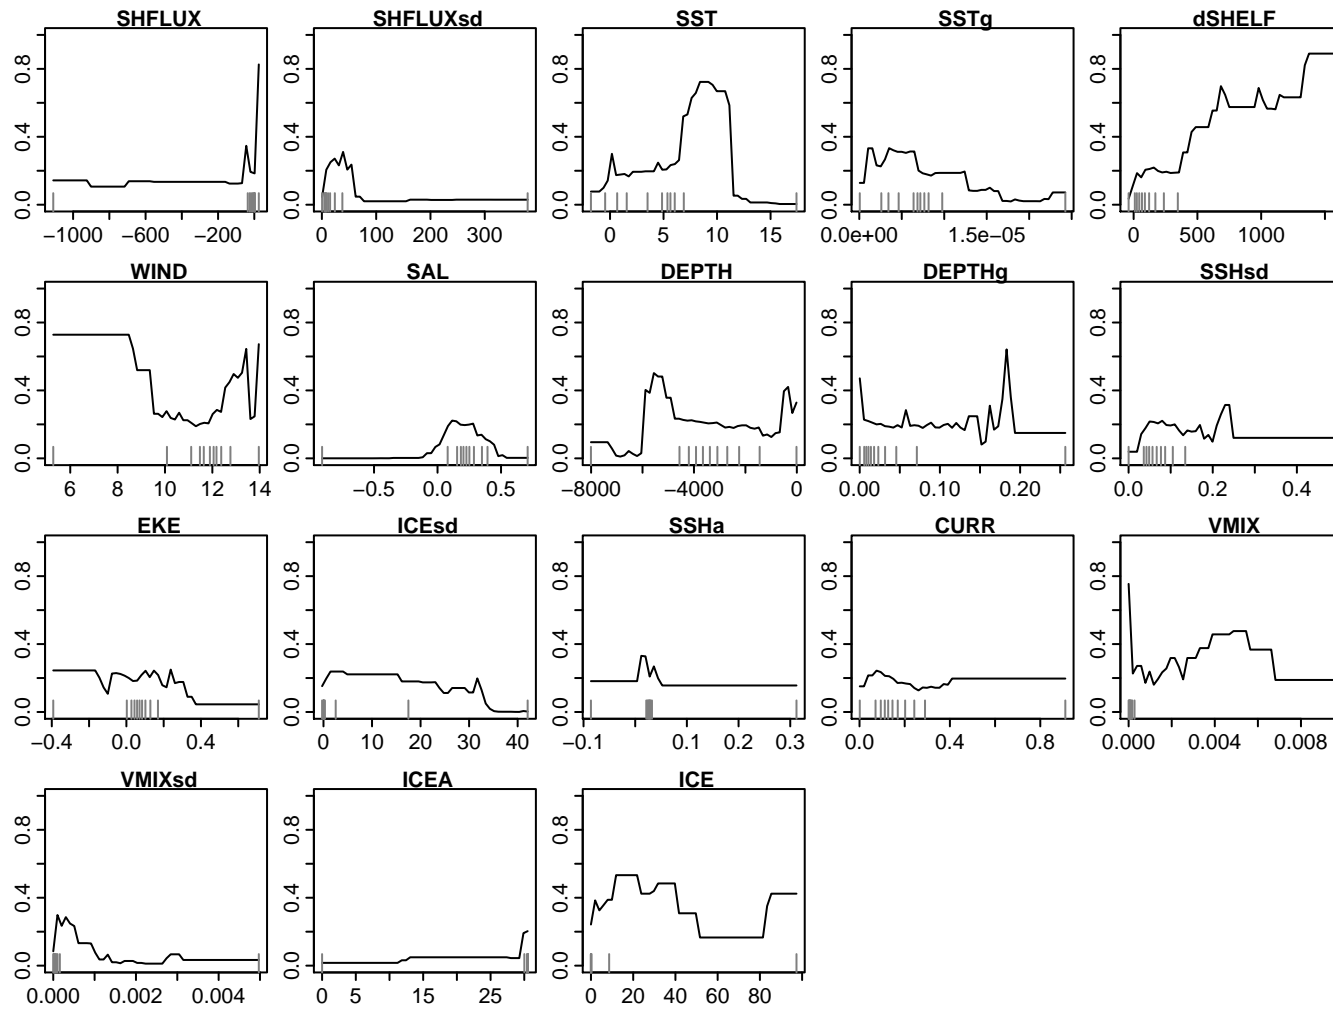 SHFLUX SHFLUXsd SST SSTg dSHELF
0.0 0.4 0.8
−1000 −600 −200
0.0 0.4 0.8
0 100 200 300
0.0 0.4 0.8
0 5 10 15
0.0 0.4 0.8
0.0e+00 1.5e−05
0.0 0.4 0.8
0 500 1000
WIND SAL DEPTH DEPTHg SSHsd
0.0 0.4 0.8
6 8 10 12 14
0.0 0.4 0.8
−0.5 0.0 0.5
0.0 0.4 0.8
−8000 −4000 0
0.0 0.4 0.8
0.00 0.10 0.20
0.0 0.4 0.8
0.0 0.2 0.4
EKE ICEsd SSHa CURR VMIX
0.0 0.4 0.8
−0.4 0.0 0.4
0.0 0.4 0.8
0 10 20 30 40
0.0 0.4 0.8
−0.1 0.1 0.2 0.3
0.0 0.4 0.8
0.0 0.4 0.8
0.0 0.4 0.8
0.000 0.004 0.008
VMIXsd ICEA ICE
0.0 0.4 0.8
0.000 0.002 0.004
0.0 0.4 0.8
0 5 15 25
0.0 0.4 0.8
0 20 40 60 80